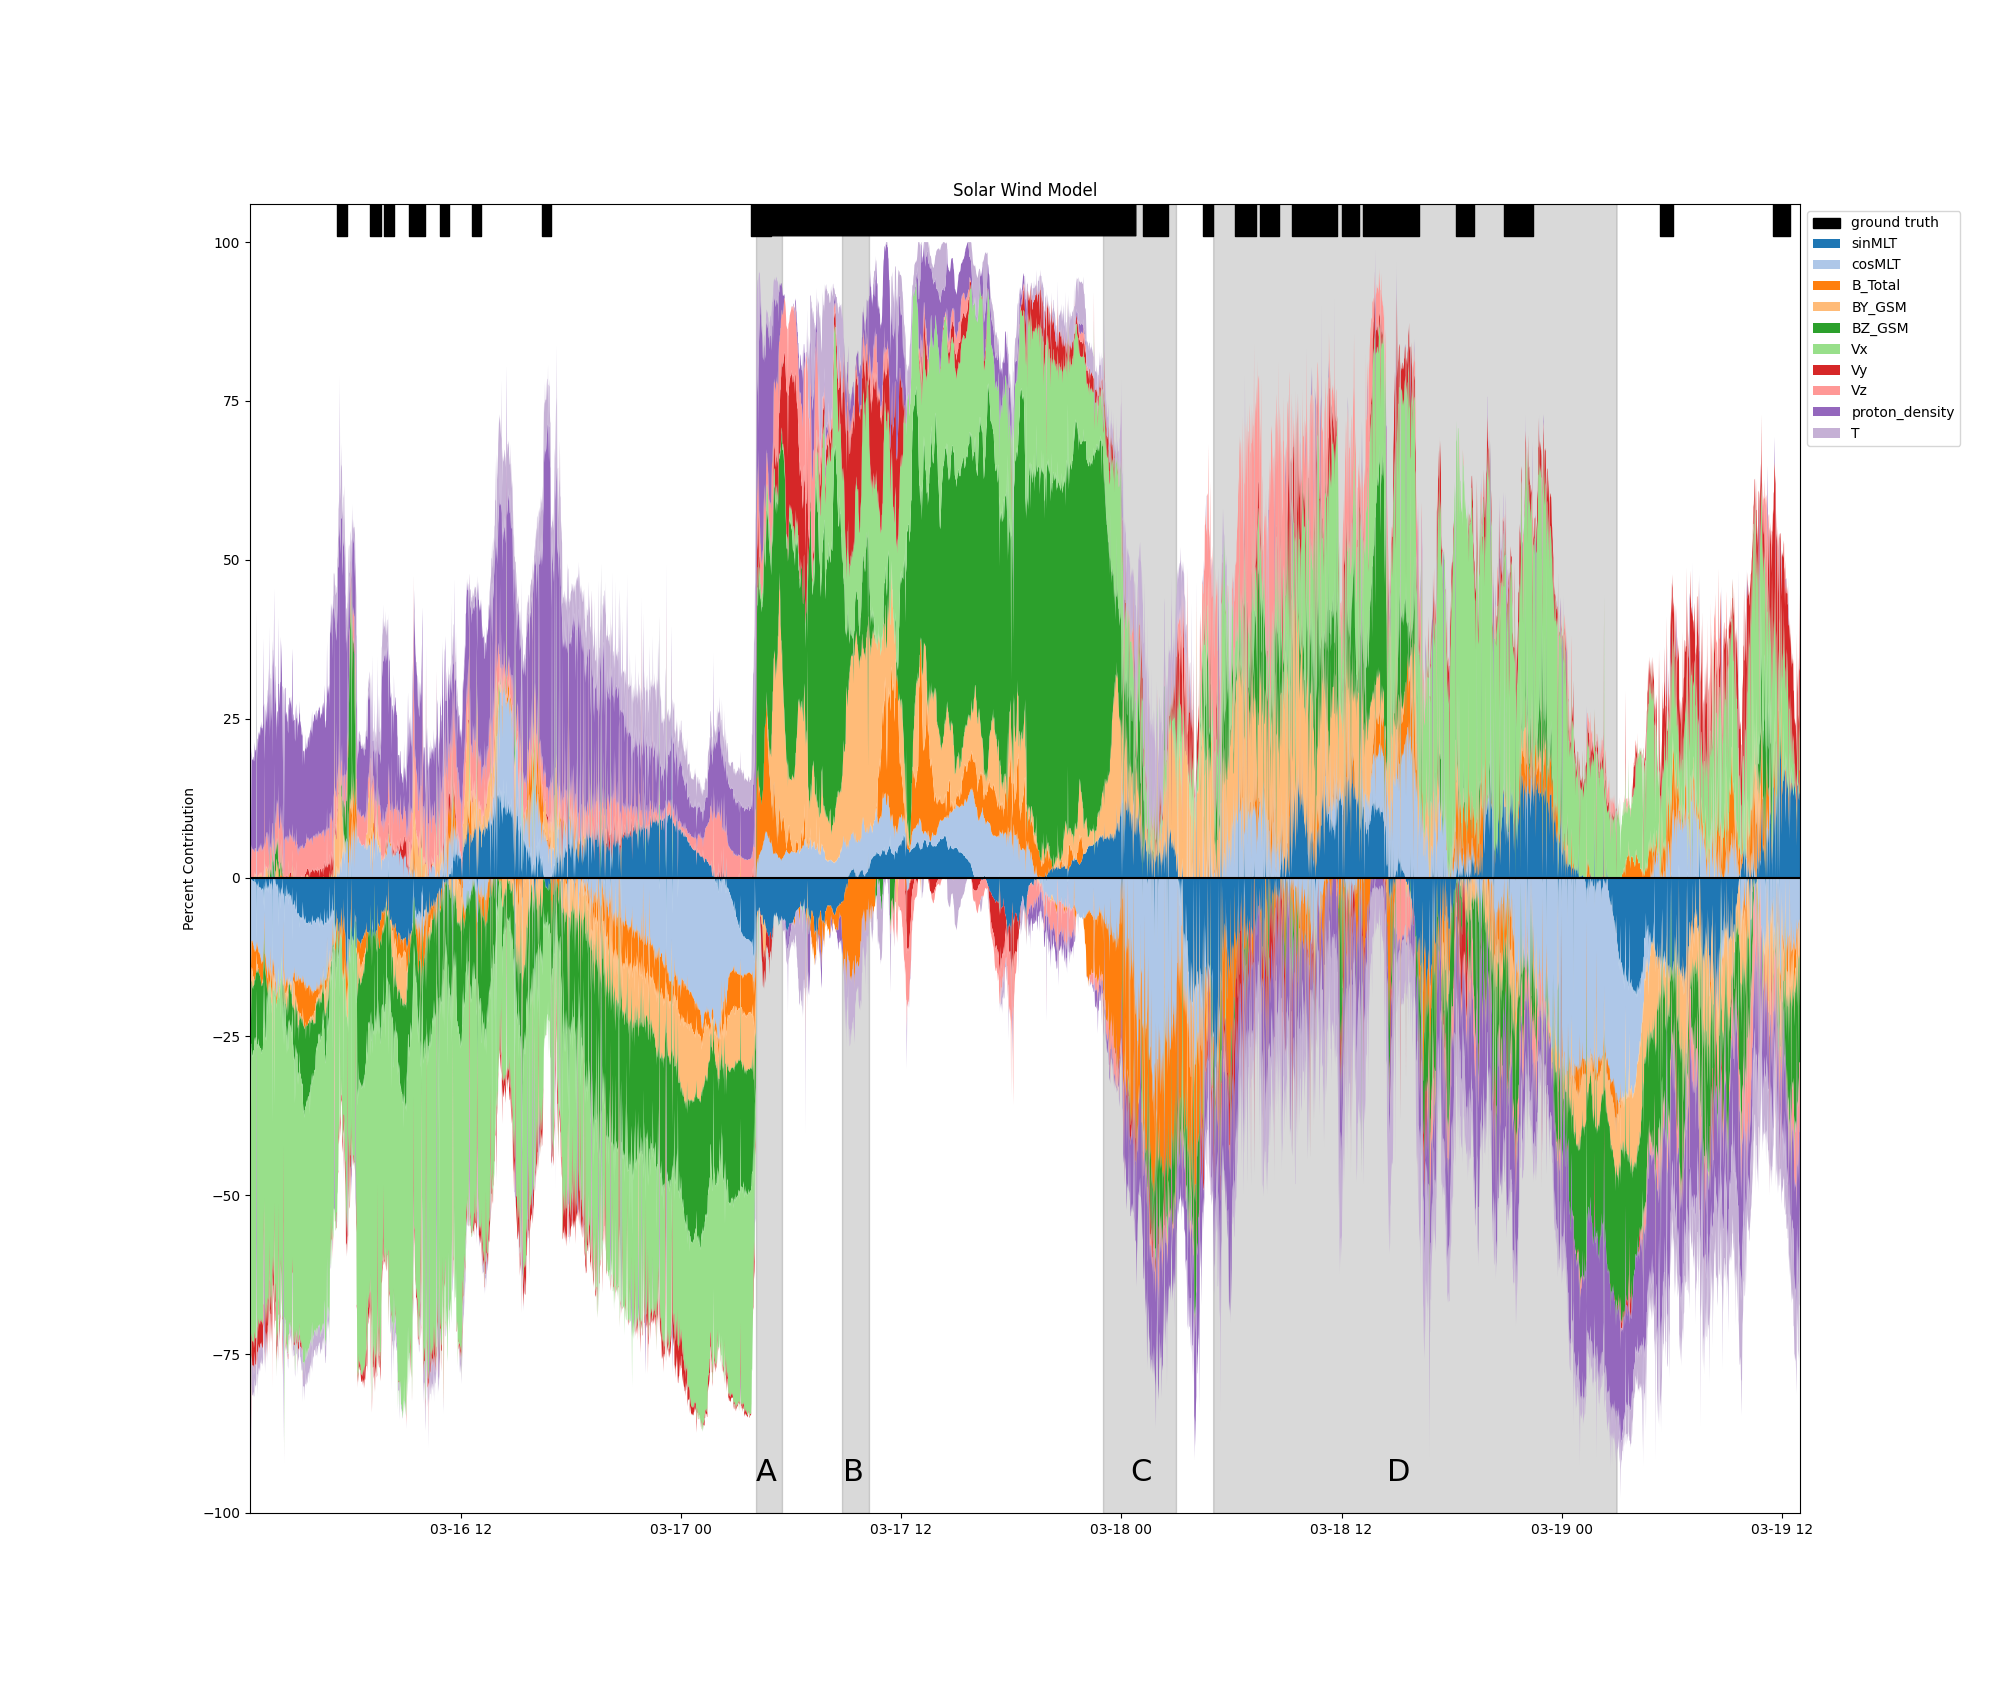 Solar Wind Model
ground truth
sinMLT
cosMLT
B_Total
BY_GSM
BZ_GSM
Vx
Vy
Vz
proton_density
T
Percent Contribution
100
75
50
25
0
−25
−50
−75
−100
A
B
C
D
03-16 12
03-17 00
03-17 12
03-18 00
03-18 12
03-19 00
03-19 12